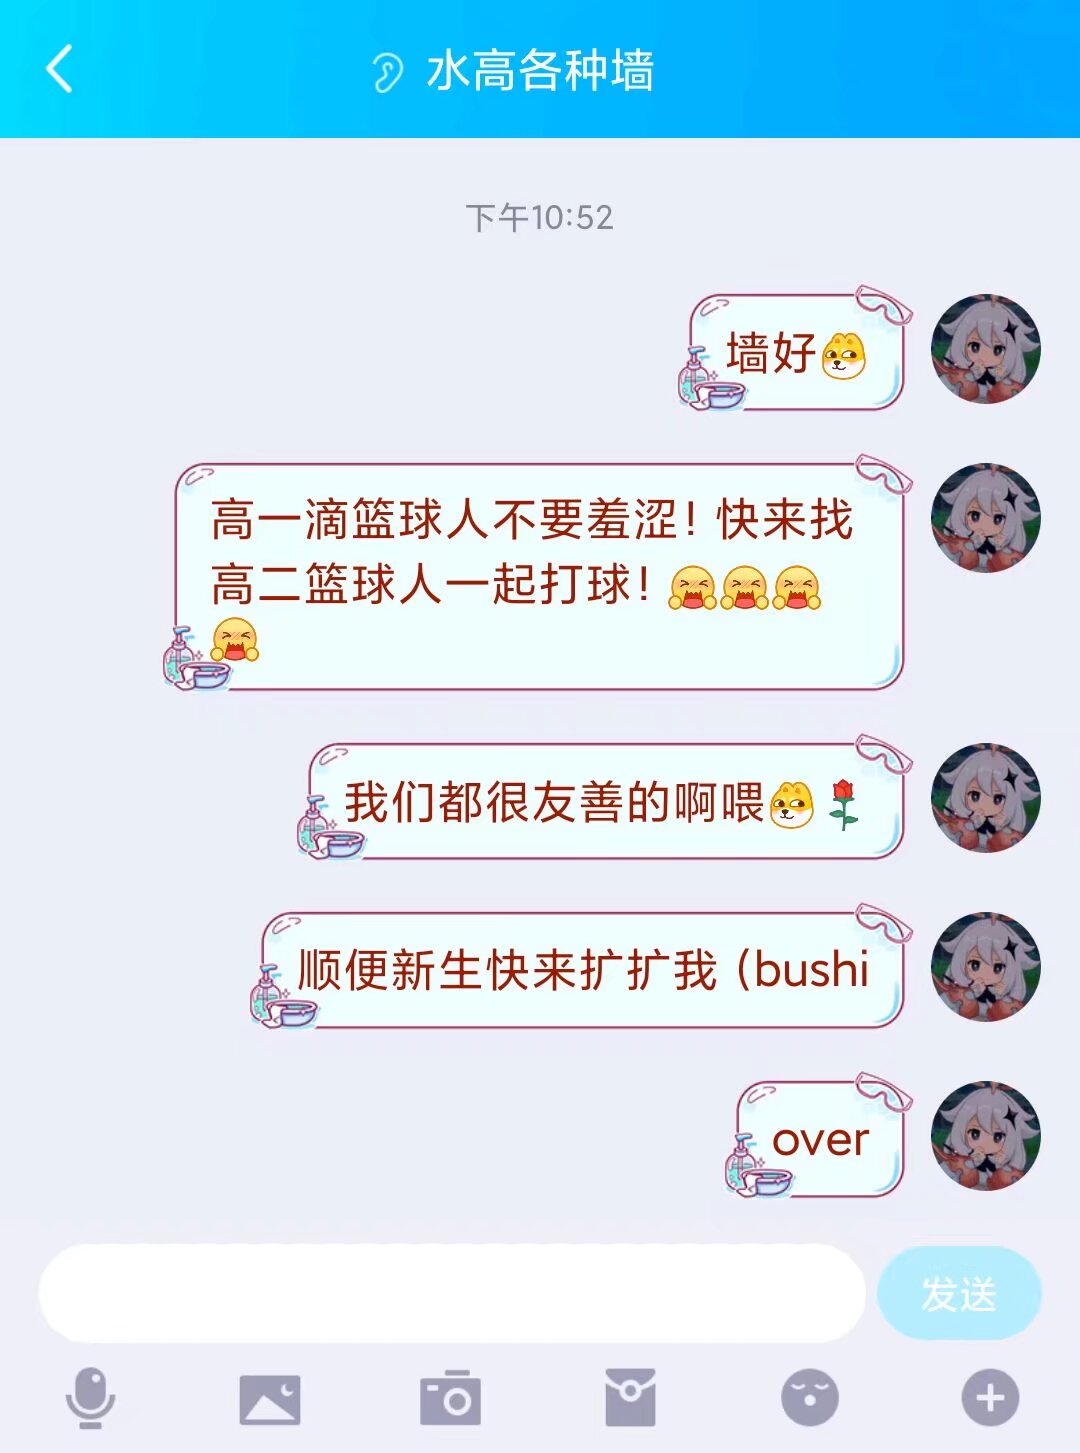 水高各种墙
下午10:52
墙好
高一滴篮球人不要羞涩！快来找
高二篮球人一起打球！
我们都很友善的啊喂
顺便新生快来扩扩我（bushi
over
发送